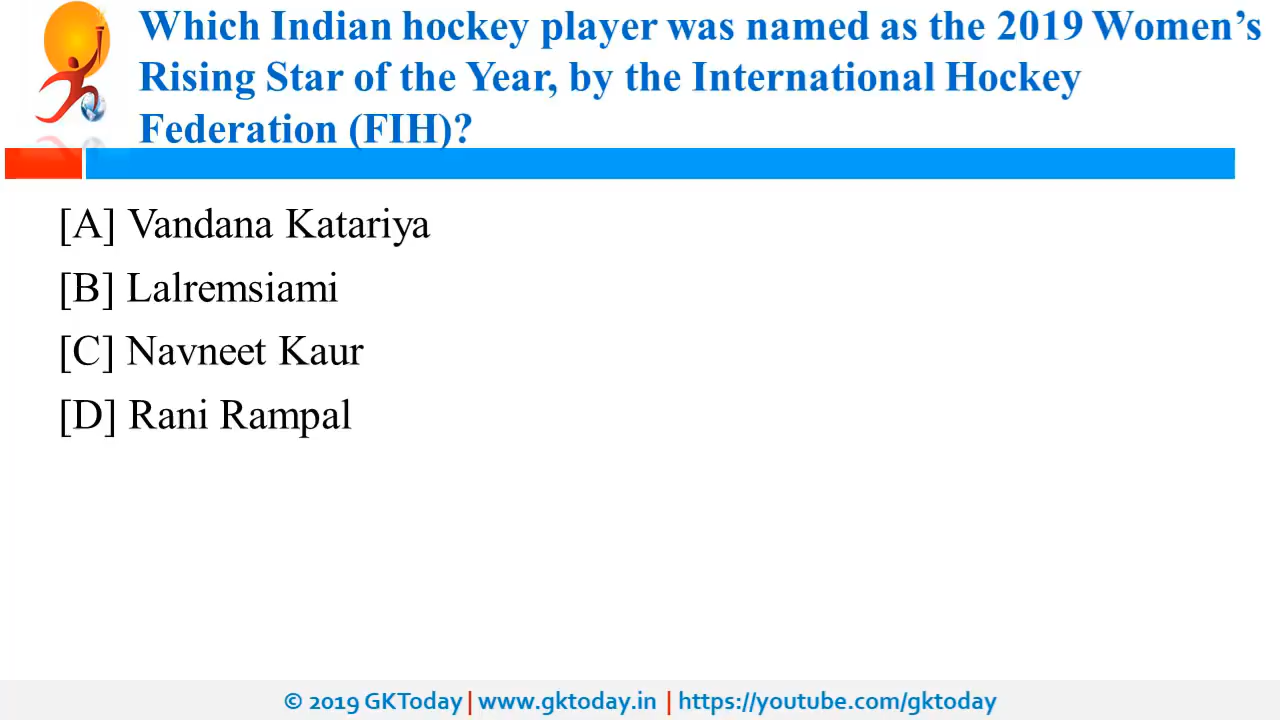 Which Indian hockey player was named as the 2019 Women’s
Rising Star of the Year, by the International Hockey
Federation (FIH)?
[A] Vandana Katariya
[B] Lalremsiami
[C] Navneet Kaur
[D] Rani Rampal
© 2019 GKToday | www.gktoday.in | https://youtube.com/gktoday